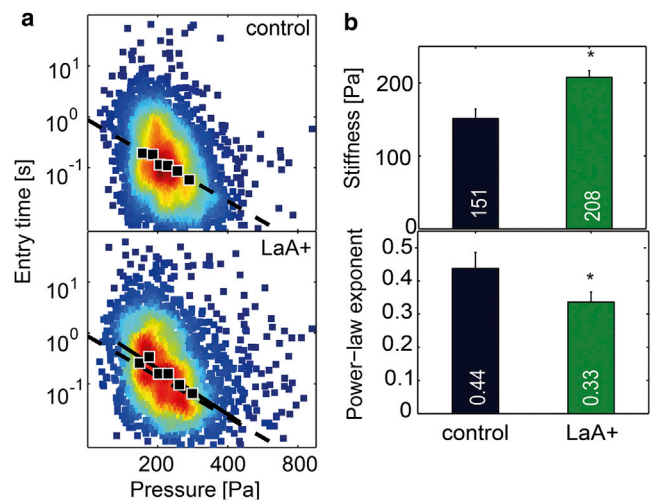 a
control
Entry time [s]
10^1
10^0
10^-1
LaA+
10^1
10^0
10^-1
200
400
800
Pressure [Pa]
b
Stiffness [Pa]
200
100
0
*
151
208
Power-law exponent
0.5
0.4
0.3
0.2
0.1
0
*
0.44
0.33
control
LaA+